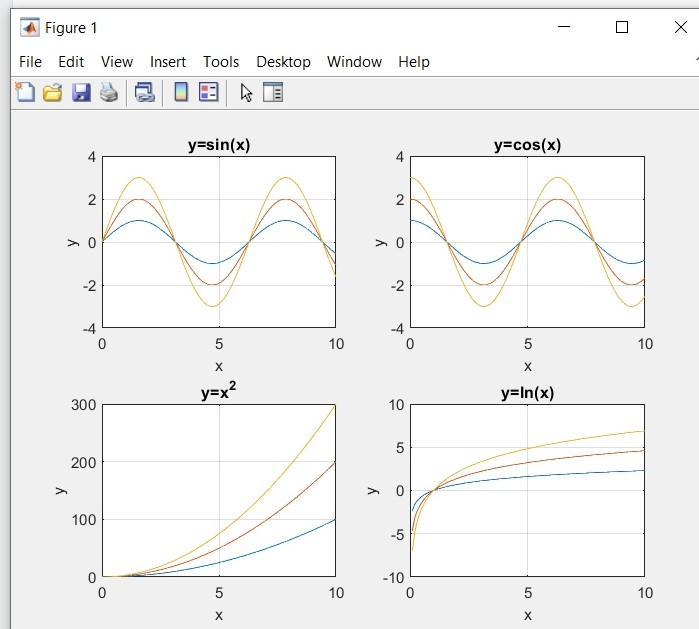 Figure 1
File Edit View Insert Tools Desktop Window Help
y=sin(x)
4
2
0
-2
-4
y
0 5 10
x
y=cos(x)
4
2
0
-2
-4
y
0 5 10
x
y=x²
300
200
100
0
y
0 5 10
x
y=ln(x)
10
5
0
-5
-10
y
0 5 10
x